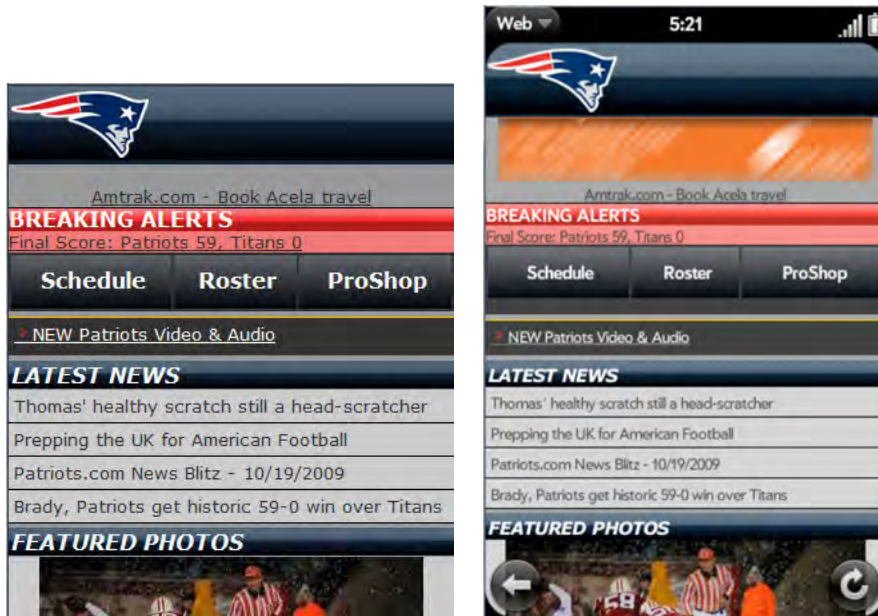 Amtrak.com - Book Acela travel
BREAKING ALERTS
Final Score: Patriots 59, Titans 0
Schedule Roster ProShop
> NEW Patriots Video & Audio
LATEST NEWS
Thomas' healthy scratch still a head-scratcher
Prepping the UK for American Football
Patriots.com News Blitz - 10/19/2009
Brady, Patriots get historic 59-0 win over Titans
FEATURED PHOTOS
Web 5:21
Amtrak.com - Book Acela travel
BREAKING ALERTS
Final Score: Patriots 59, Titans 0
Schedule Roster ProShop
> NEW Patriots Video & Audio
LATEST NEWS
Thomas' healthy scratch still a head-scratcher
Prepping the UK for American Football
Patriots.com News Blitz - 10/19/2009
Brady, Patriots get historic 59-0 win over Titans
FEATURED PHOTOS
58